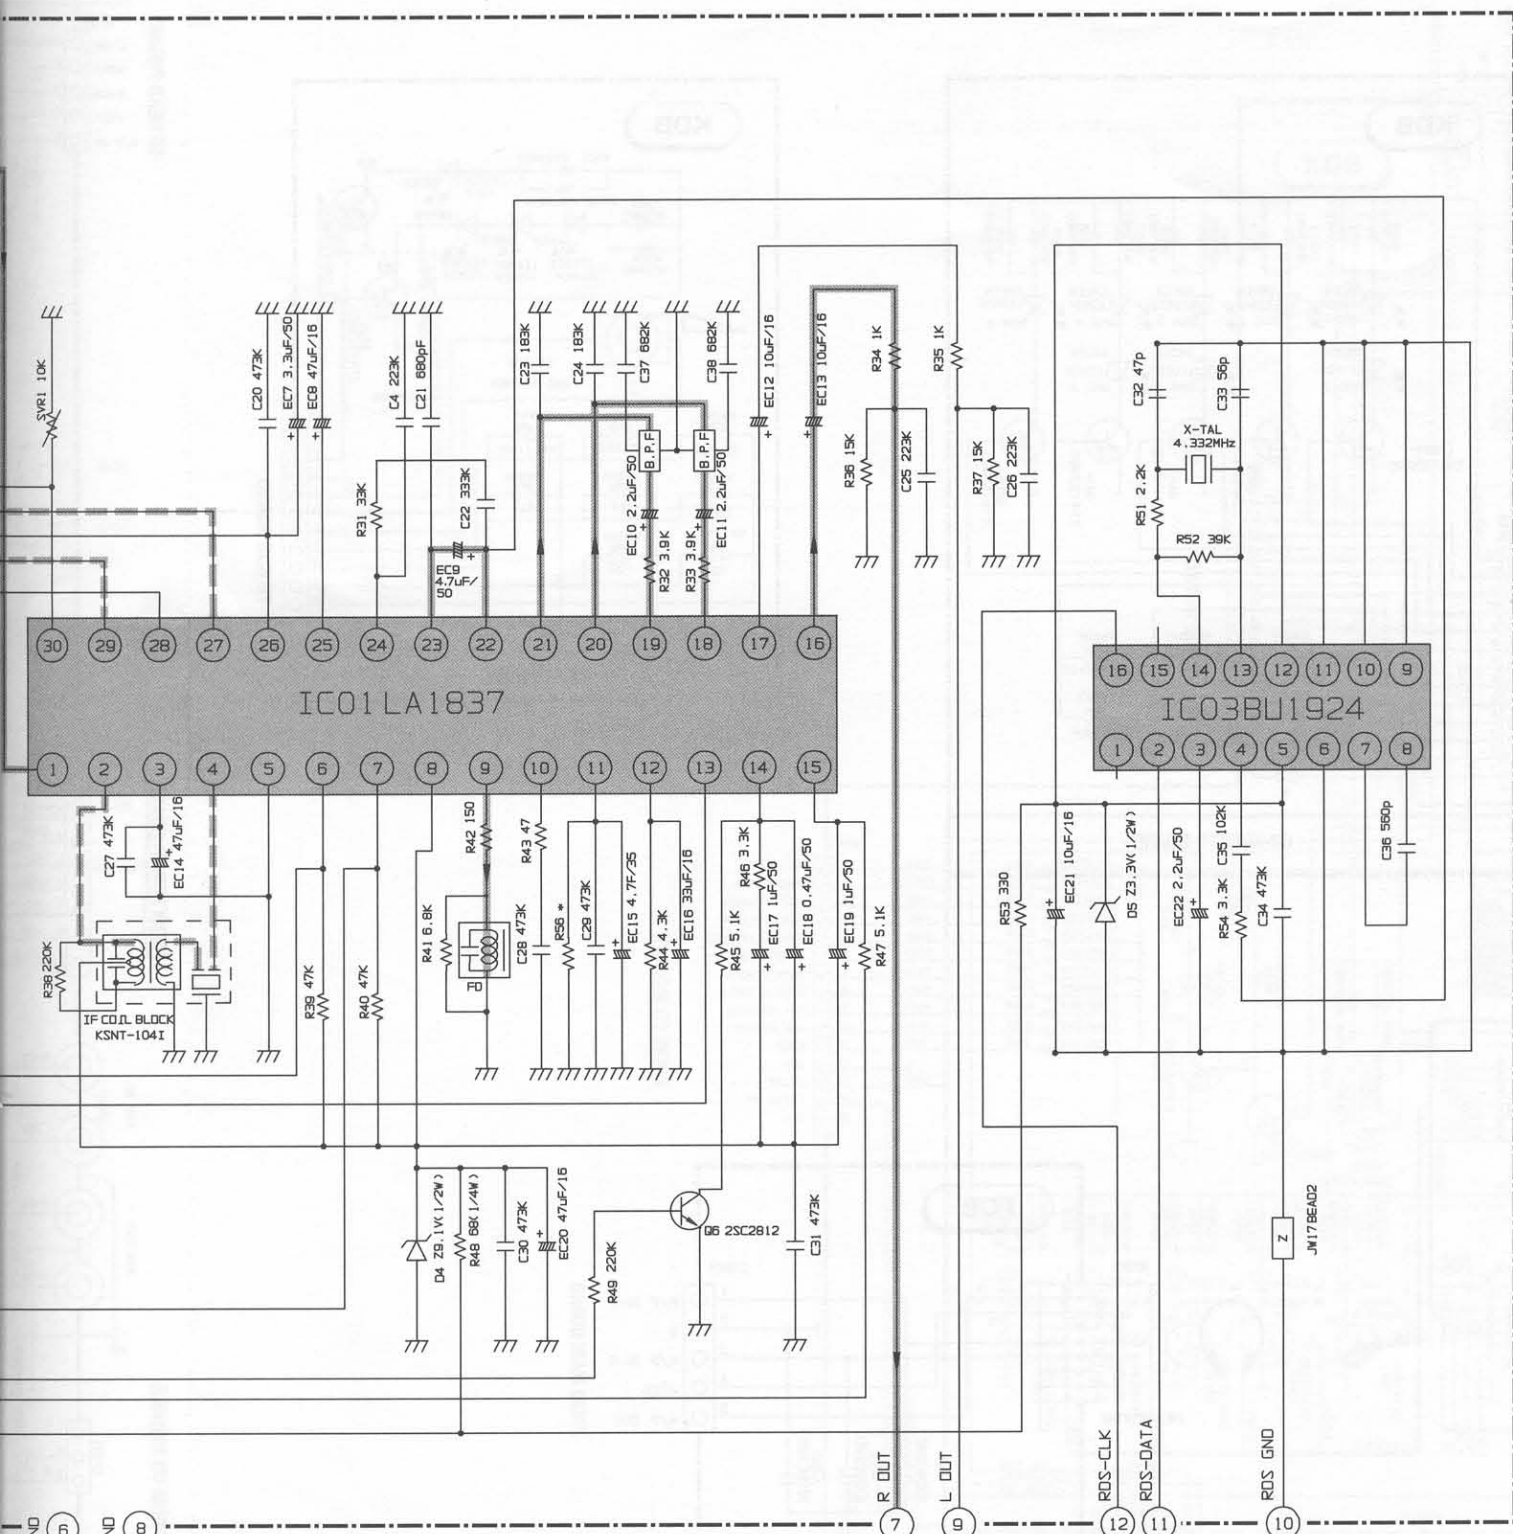 SVR1 10K
C20 473K
EC7 3.3uF/50
EC8 47uF/16
C4 223K
C21 680pF
C23 183K
C24 183K
C37 682K
C38 682K
EC12 10uF/16
EC13 10uF/16
R34 1K
R35 1K
C32 47p
C33 56p
X-TAL
4.332MHz
R31 33K
C22 333K
B.P.F
B.P.F
R36 15K
C25 223K
R37 15K
C26 223K
R51 2.2K
R52 39K
EC9
4.7uF/
50
EC10 2.2uF/50
R32 3.9K
R33 3.9K
EC11 2.2uF/50
30 29 28 27 26 25 24 23 22 21 20 19 18 17 16
IC01 LA1837
1 2 3 4 5 6 7 8 9 10 11 12 13 14 15
16 15 14 13 12 11 10 9
IC03BU1924
1 2 3 4 5 6 7 8
C27 473K
EC14 47uF/16
R42 150
R43 47
R46 3.3K
R38 220K
IF COIL BLOCK
KSNT-104I
R39 47K
R40 47K
R41 6.8K
FD
C28 473K
R56 *
C29 473K
EC15 4.7F/35
R44 4.3K
EC16 33uF/16
R45 5.1K
EC17 1uF/50
EC18 0.47uF/50
EC19 1uF/50
R47 5.1K
R53 330
EC21 10uF/16
D5 Z3.3V(1/2W)
EC22 2.2uF/50
C35 102K
R54 3.3K
C34 473K
C36 560p
D4 Z9.1V(1/2W)
R48 68(1/4W)
C30 473K
EC20 47uF/16
R49 220K
Q6 2SC2812
C31 473K
Z
JW17BEAD2
R OUT
L OUT
RDS-CLK
RDS-DATA
RDS GND
6
8
7
9
12
11
10